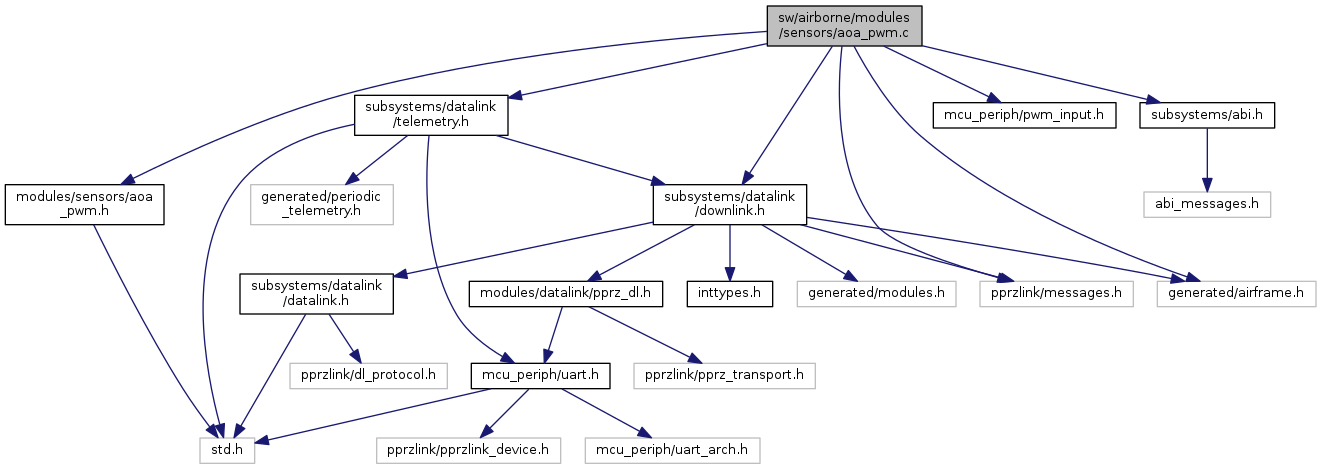 sw/airborne/modules
/sensors/aoa_pwm.c
subsystems/datalink
/telemetry.h
mcu_periph/pwm_input.h
subsystems/abi.h
modules/sensors/aoa
_pwm.h
generated/periodic
_telemetry.h
subsystems/datalink
/downlink.h
abi_messages.h
subsystems/datalink
/datalink.h
modules/datalink/pprz_dl.h
inttypes.h
generated/modules.h
pprzlink/messages.h
generated/airframe.h
pprzlink/dl_protocol.h
mcu_periph/uart.h
pprzlink/pprz_transport.h
std.h
pprzlink/pprzlink_device.h
mcu_periph/uart_arch.h